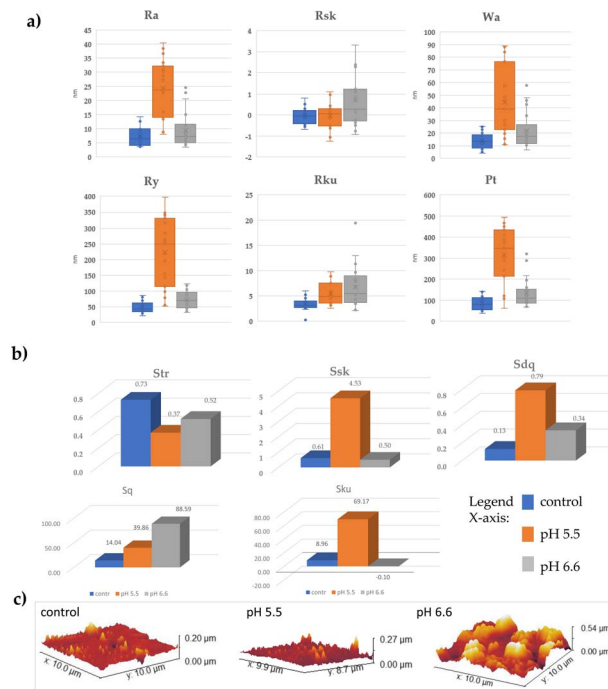 a)
Ra
45
40
35
30
25
20
15
10
5
0
nm
Rsk
4
3
2
1
0
-1
-2
Wa
100
90
80
70
60
50
40
30
20
10
0
nm
Ry
400
350
300
250
200
150
100
50
0
nm
Rku
25
20
15
10
5
0
Pt
600
500
400
300
200
100
0
nm
b)
Str
0.8
0.6
0.4
0.2
0.0
0.73
0.37
0.52
Ssk
5
4
3
2
1
0
0.61
4.53
0.50
Sdq
0.8
0.6
0.4
0.2
0.0
0.13
0.79
0.34
Sq
100.00
50.00
0.00
14.04
39.86
88.59
contr pH 5.5 pH 6.6
Sku
80.00
60.00
40.00
20.00
0.00
-20.00
8.96
69.17
-0.10
contr pH 5.5 pH 6.6
Legend
X-axis:
control
pH 5.5
pH 6.6
c)
control
0.20 µm
0.00 µm
x: 10.0 µm
y: 10.0 µm
pH 5.5
0.27 µm
0.00 µm
x: 9.9 µm
y: 8.7 µm
pH 6.6
0.54 µm
0.00 µm
x: 10.0 µm
y: 10.0 µm